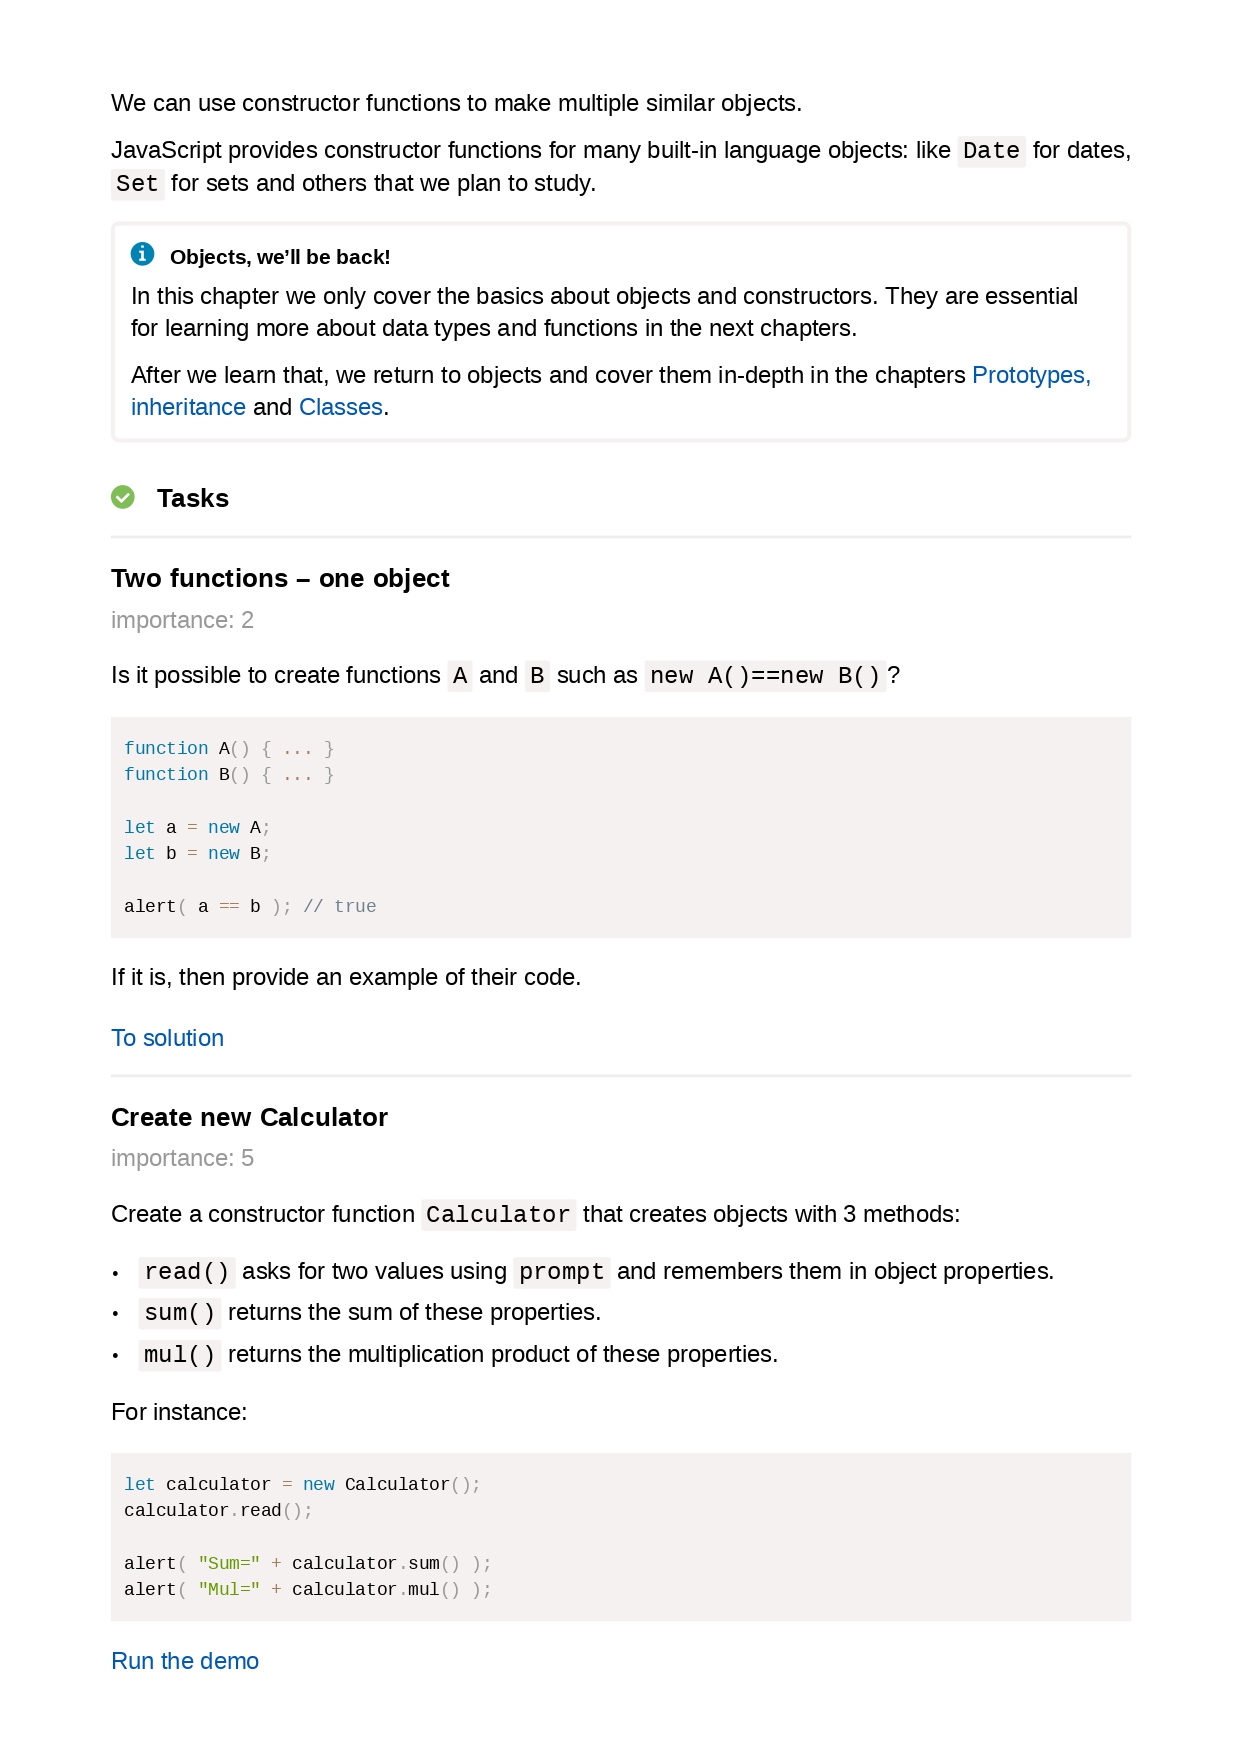 We can use constructor functions to make multiple similar objects.
JavaScript provides constructor functions for many built-in language objects: like Date for dates,
Set for sets and others that we plan to study.
Objects, we’ll be back!
In this chapter we only cover the basics about objects and constructors. They are essential
for learning more about data types and functions in the next chapters.
After we learn that, we return to objects and cover them in-depth in the chapters Prototypes,
inheritance and Classes.
Tasks
Two functions – one object
importance: 2
Is it possible to create functions A and B such as new A()==new B()?
function A() { ... }
function B() { ... }
let a = new A;
let b = new B;
alert( a == b ); // true
If it is, then provide an example of their code.
To solution
Create new Calculator
importance: 5
Create a constructor function Calculator that creates objects with 3 methods:
• read() asks for two values using prompt and remembers them in object properties.
• sum() returns the sum of these properties.
• mul() returns the multiplication product of these properties.
For instance:
let calculator = new Calculator();
calculator.read();
alert( "Sum=" + calculator.sum() );
alert( "Mul=" + calculator.mul() );
Run the demo